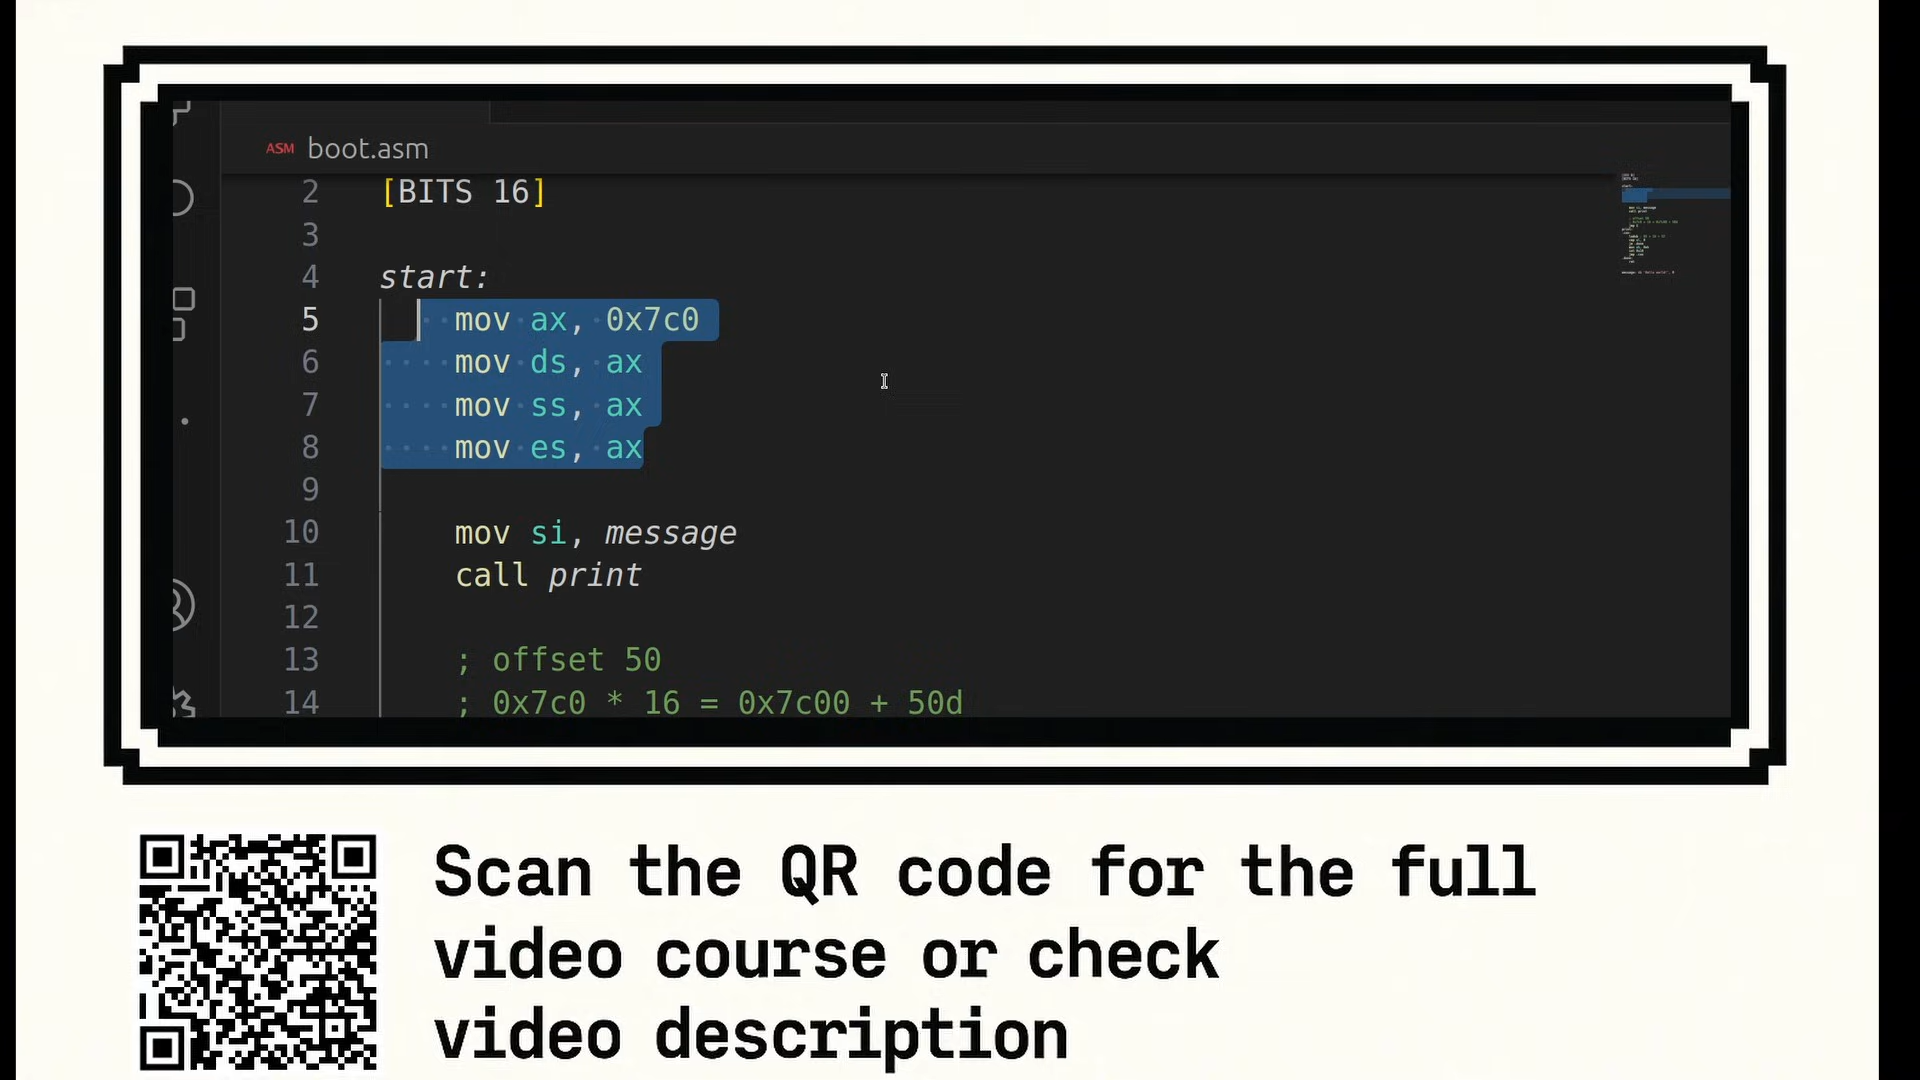 ASM boot.asm
2 [BITS 16]
3
4 start:
5 mov ax, 0x7c0
6 mov ds, ax
7 mov ss, ax
8 mov es, ax
9
10 mov si, message
11 call print
12
13 ; offset 50
14 ; 0x7c0 * 16 = 0x7c00 + 50d
Scan the QR code for the full
video course or check
video description